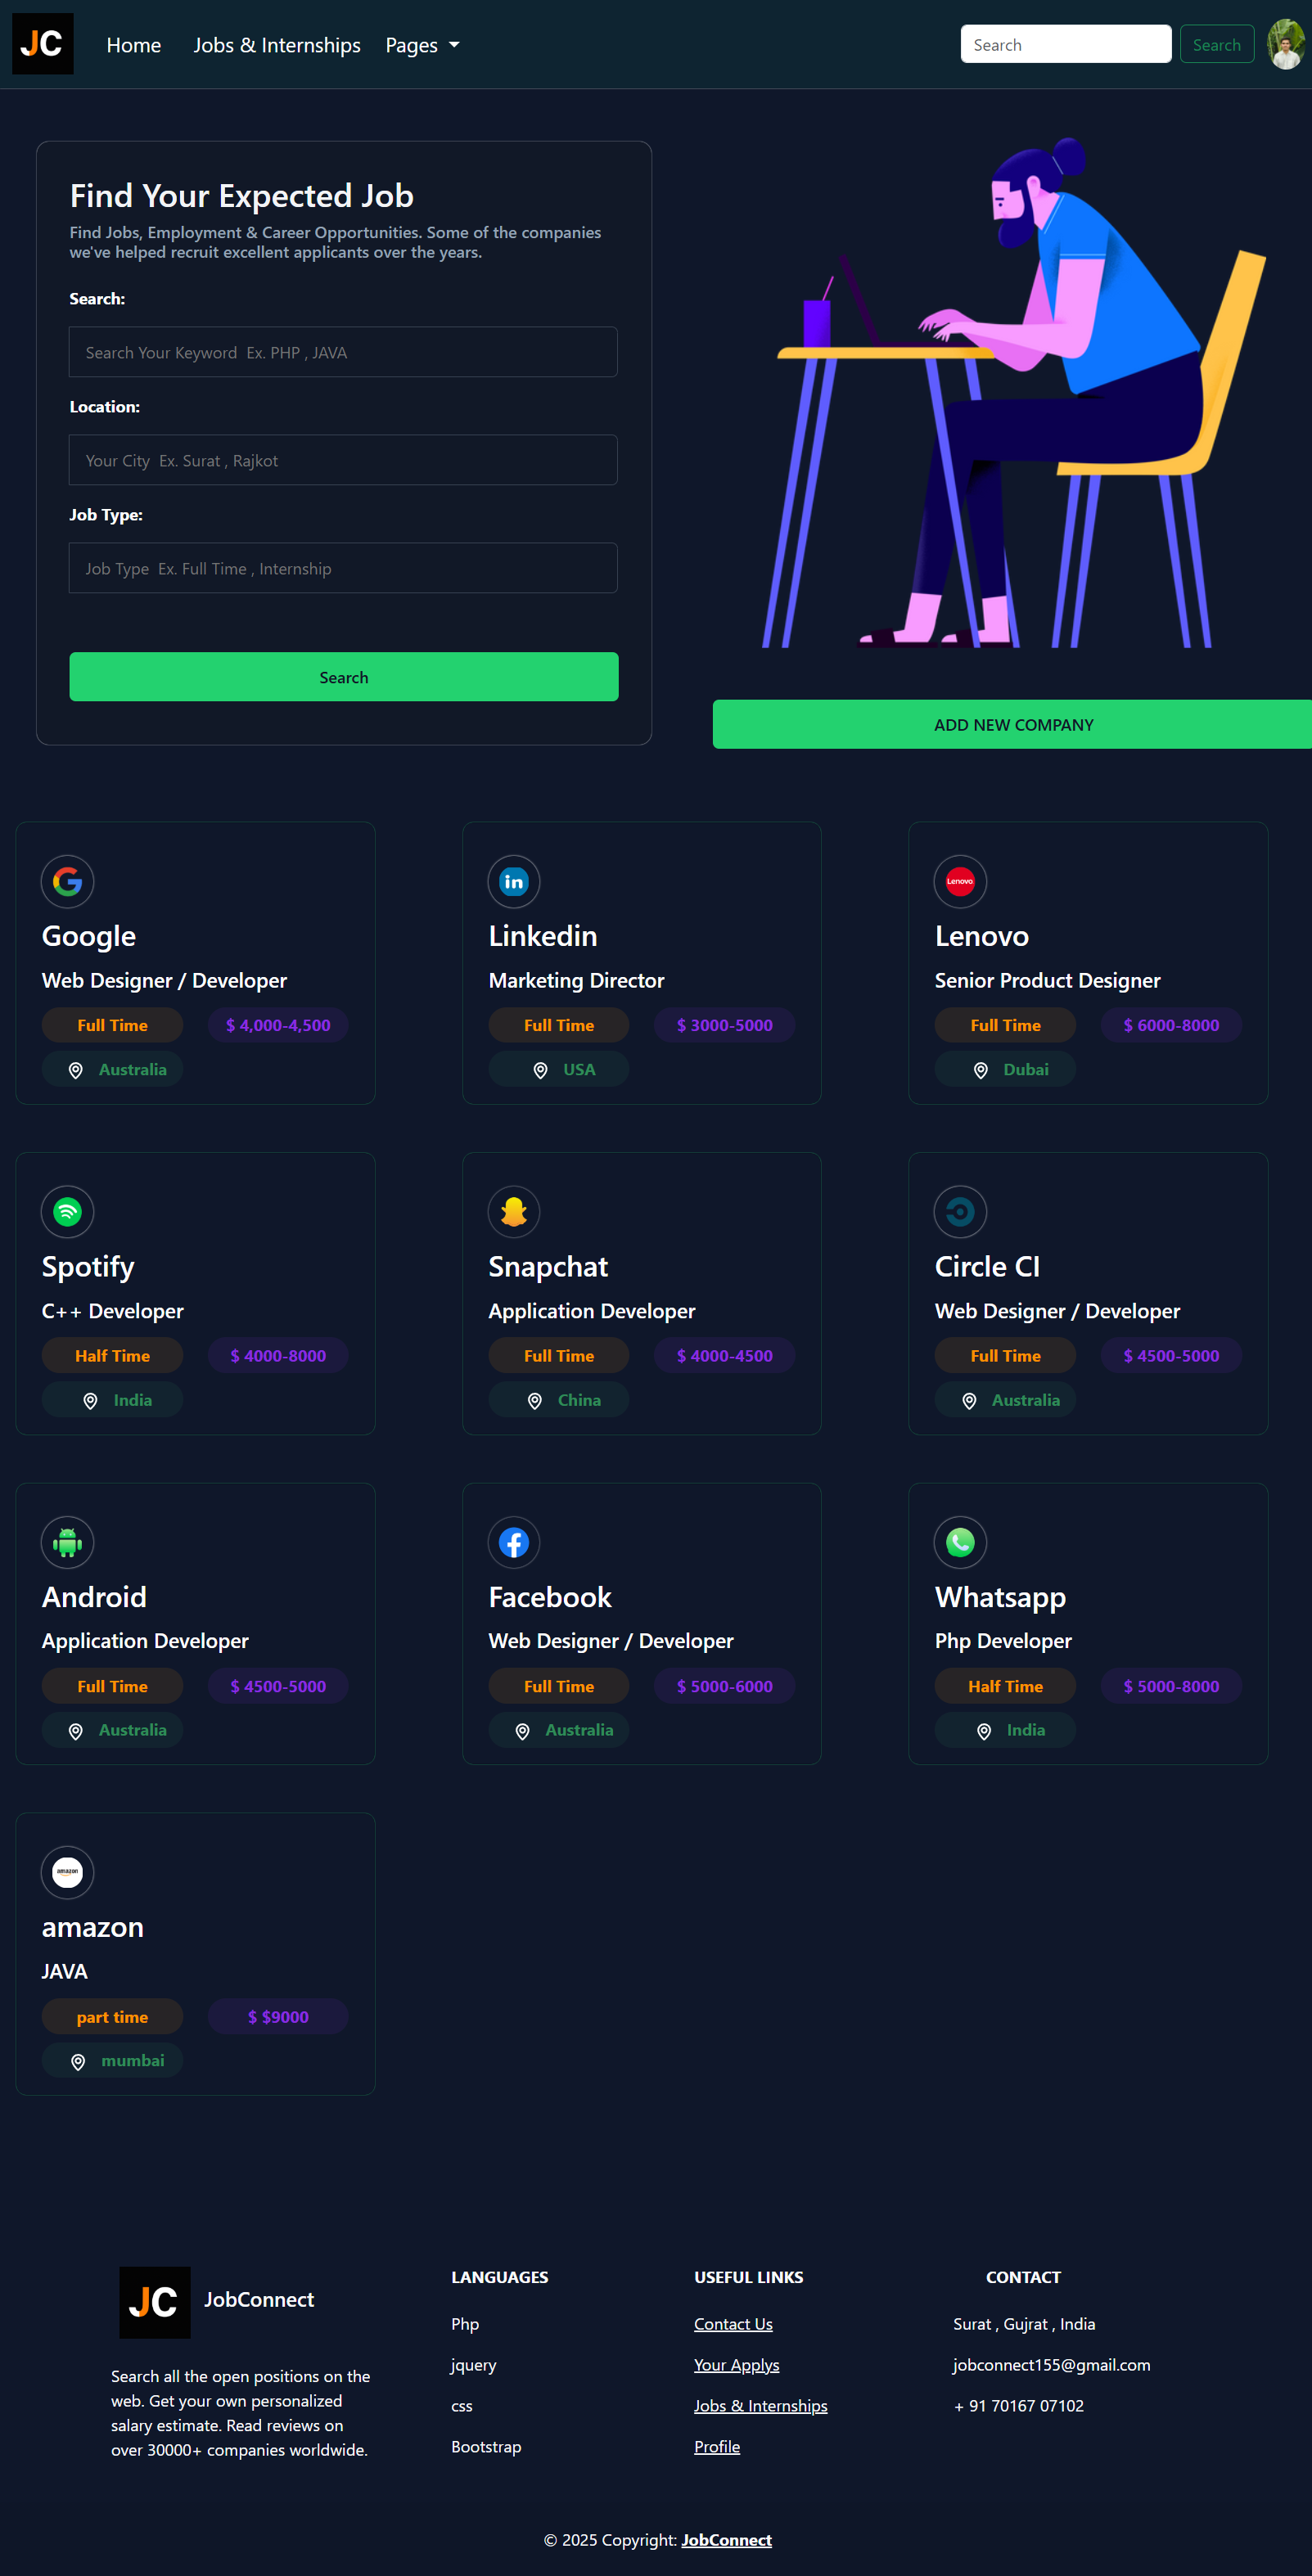 JC Home Jobs & Internships Pages Search Search
Find Your Expected Job
Find Jobs, Employment & Career Opportunities. Some of the companies
we've helped recruit excellent applicants over the years.
Search:
Search Your Keyword Ex. PHP , JAVA
Location:
Your City Ex. Surat , Rajkot
Job Type:
Job Type Ex. Full Time , Internship
Search
ADD NEW COMPANY
Google
Web Designer / Developer
Full Time $ 4,000-4,500
Australia
in
Linkedin
Marketing Director
Full Time $ 3000-5000
USA
Lenovo
Lenovo
Senior Product Designer
Full Time $ 6000-8000
Dubai
Spotify
C++ Developer
Half Time $ 4000-8000
India
Snapchat
Application Developer
Full Time $ 4000-4500
China
Circle CI
Web Designer / Developer
Full Time $ 4500-5000
Australia
Android
Application Developer
Full Time $ 4500-5000
Australia
Facebook
Web Designer / Developer
Full Time $ 5000-6000
Australia
Whatsapp
Php Developer
Half Time $ 5000-8000
India
amazon
amazon
JAVA
part time $ $9000
mumbai
JC JobConnect
Search all the open positions on the
web. Get your own personalized
salary estimate. Read reviews on
over 30000+ companies worldwide.
LANGUAGES
Php
jquery
css
Bootstrap
USEFUL LINKS
Contact Us
Your Applys
Jobs & Internships
Profile
CONTACT
Surat , Gujrat , India
jobconnect155@gmail.com
+ 91 70167 07102
© 2025 Copyright: JobConnect